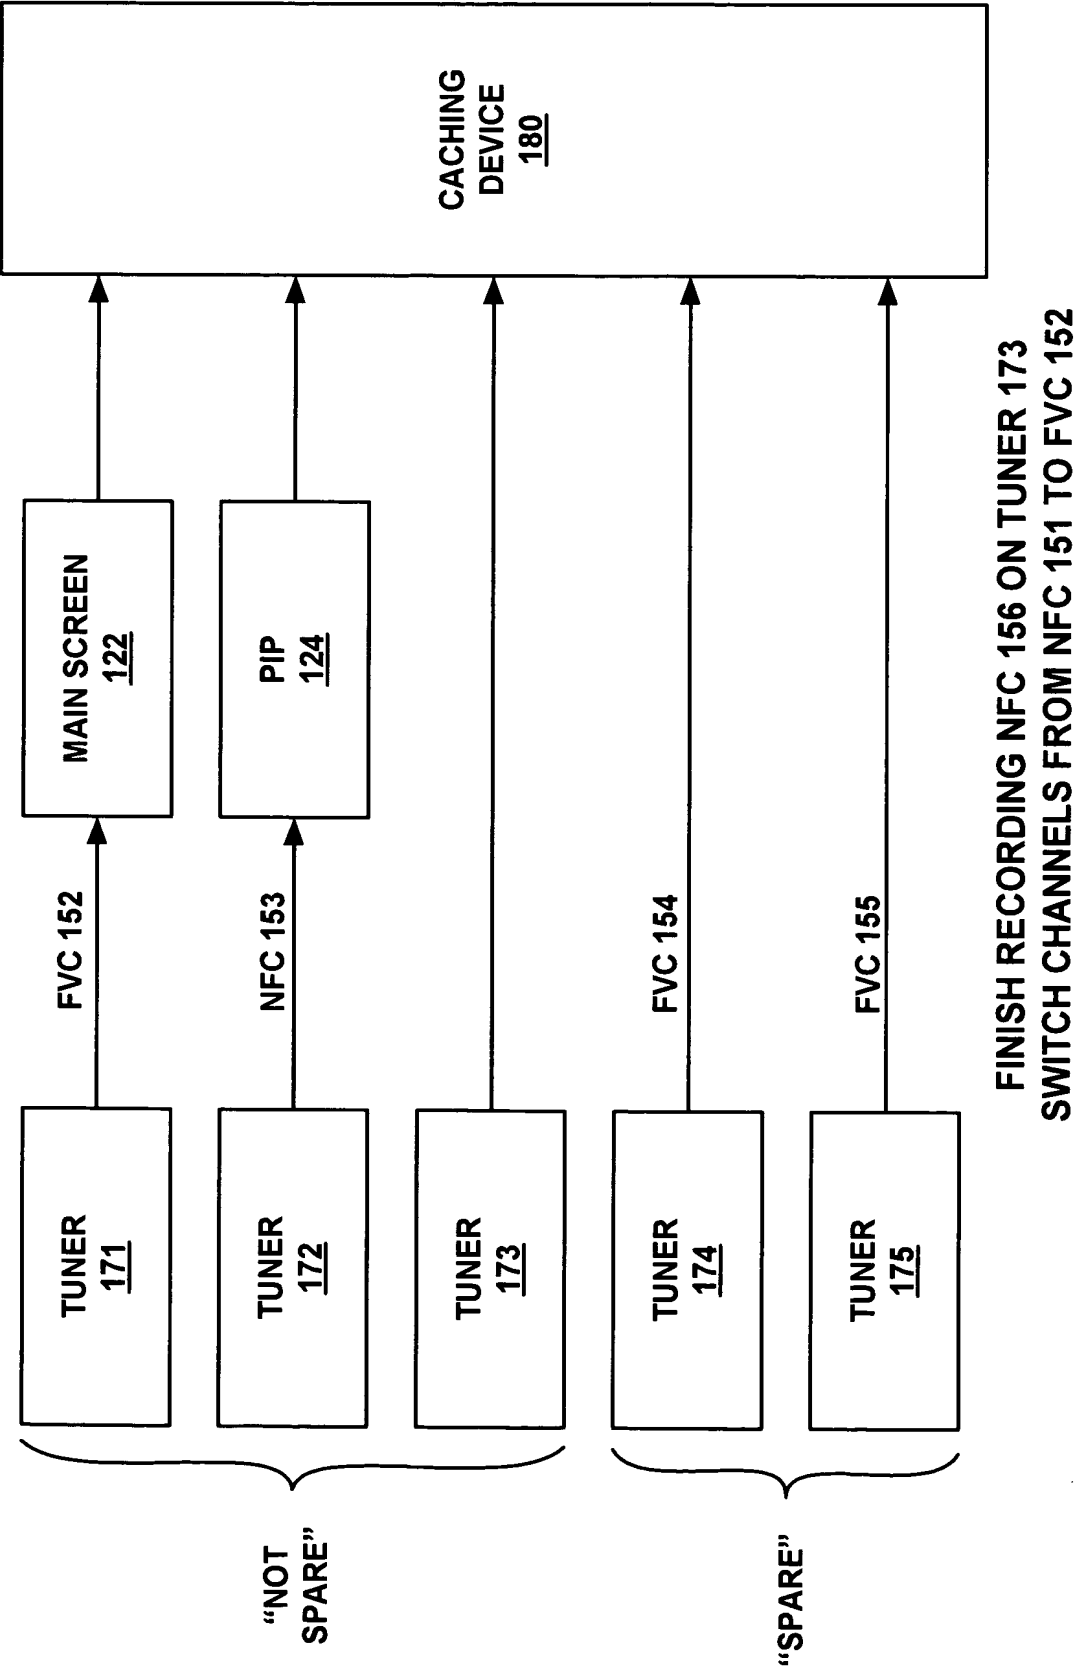 "NOT
SPARE"
TUNER
171
FVC 152
MAIN SCREEN
122
TUNER
172
NFC 153
PIP
124
TUNER
173
CACHING
DEVICE
180
"SPARE"
TUNER
174
FVC 154
TUNER
175
FVC 155
FINISH RECORDING NFC 156 ON TUNER 173
SWITCH CHANNELS FROM NFC 151 TO FVC 152